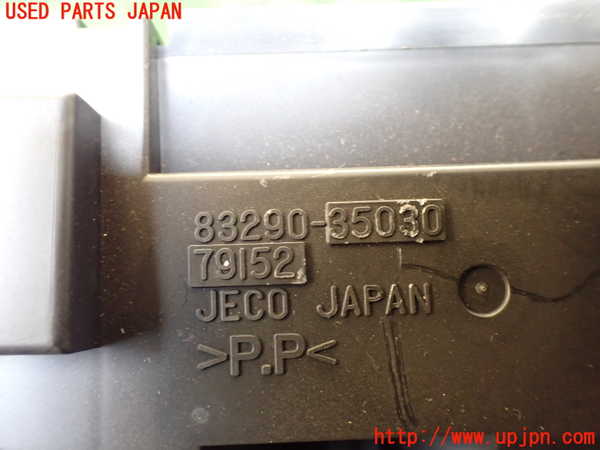 USED PARTS JAPAN
83290-35030
79152
JECO JAPAN
>P.P<
http://www.upjpn.com/